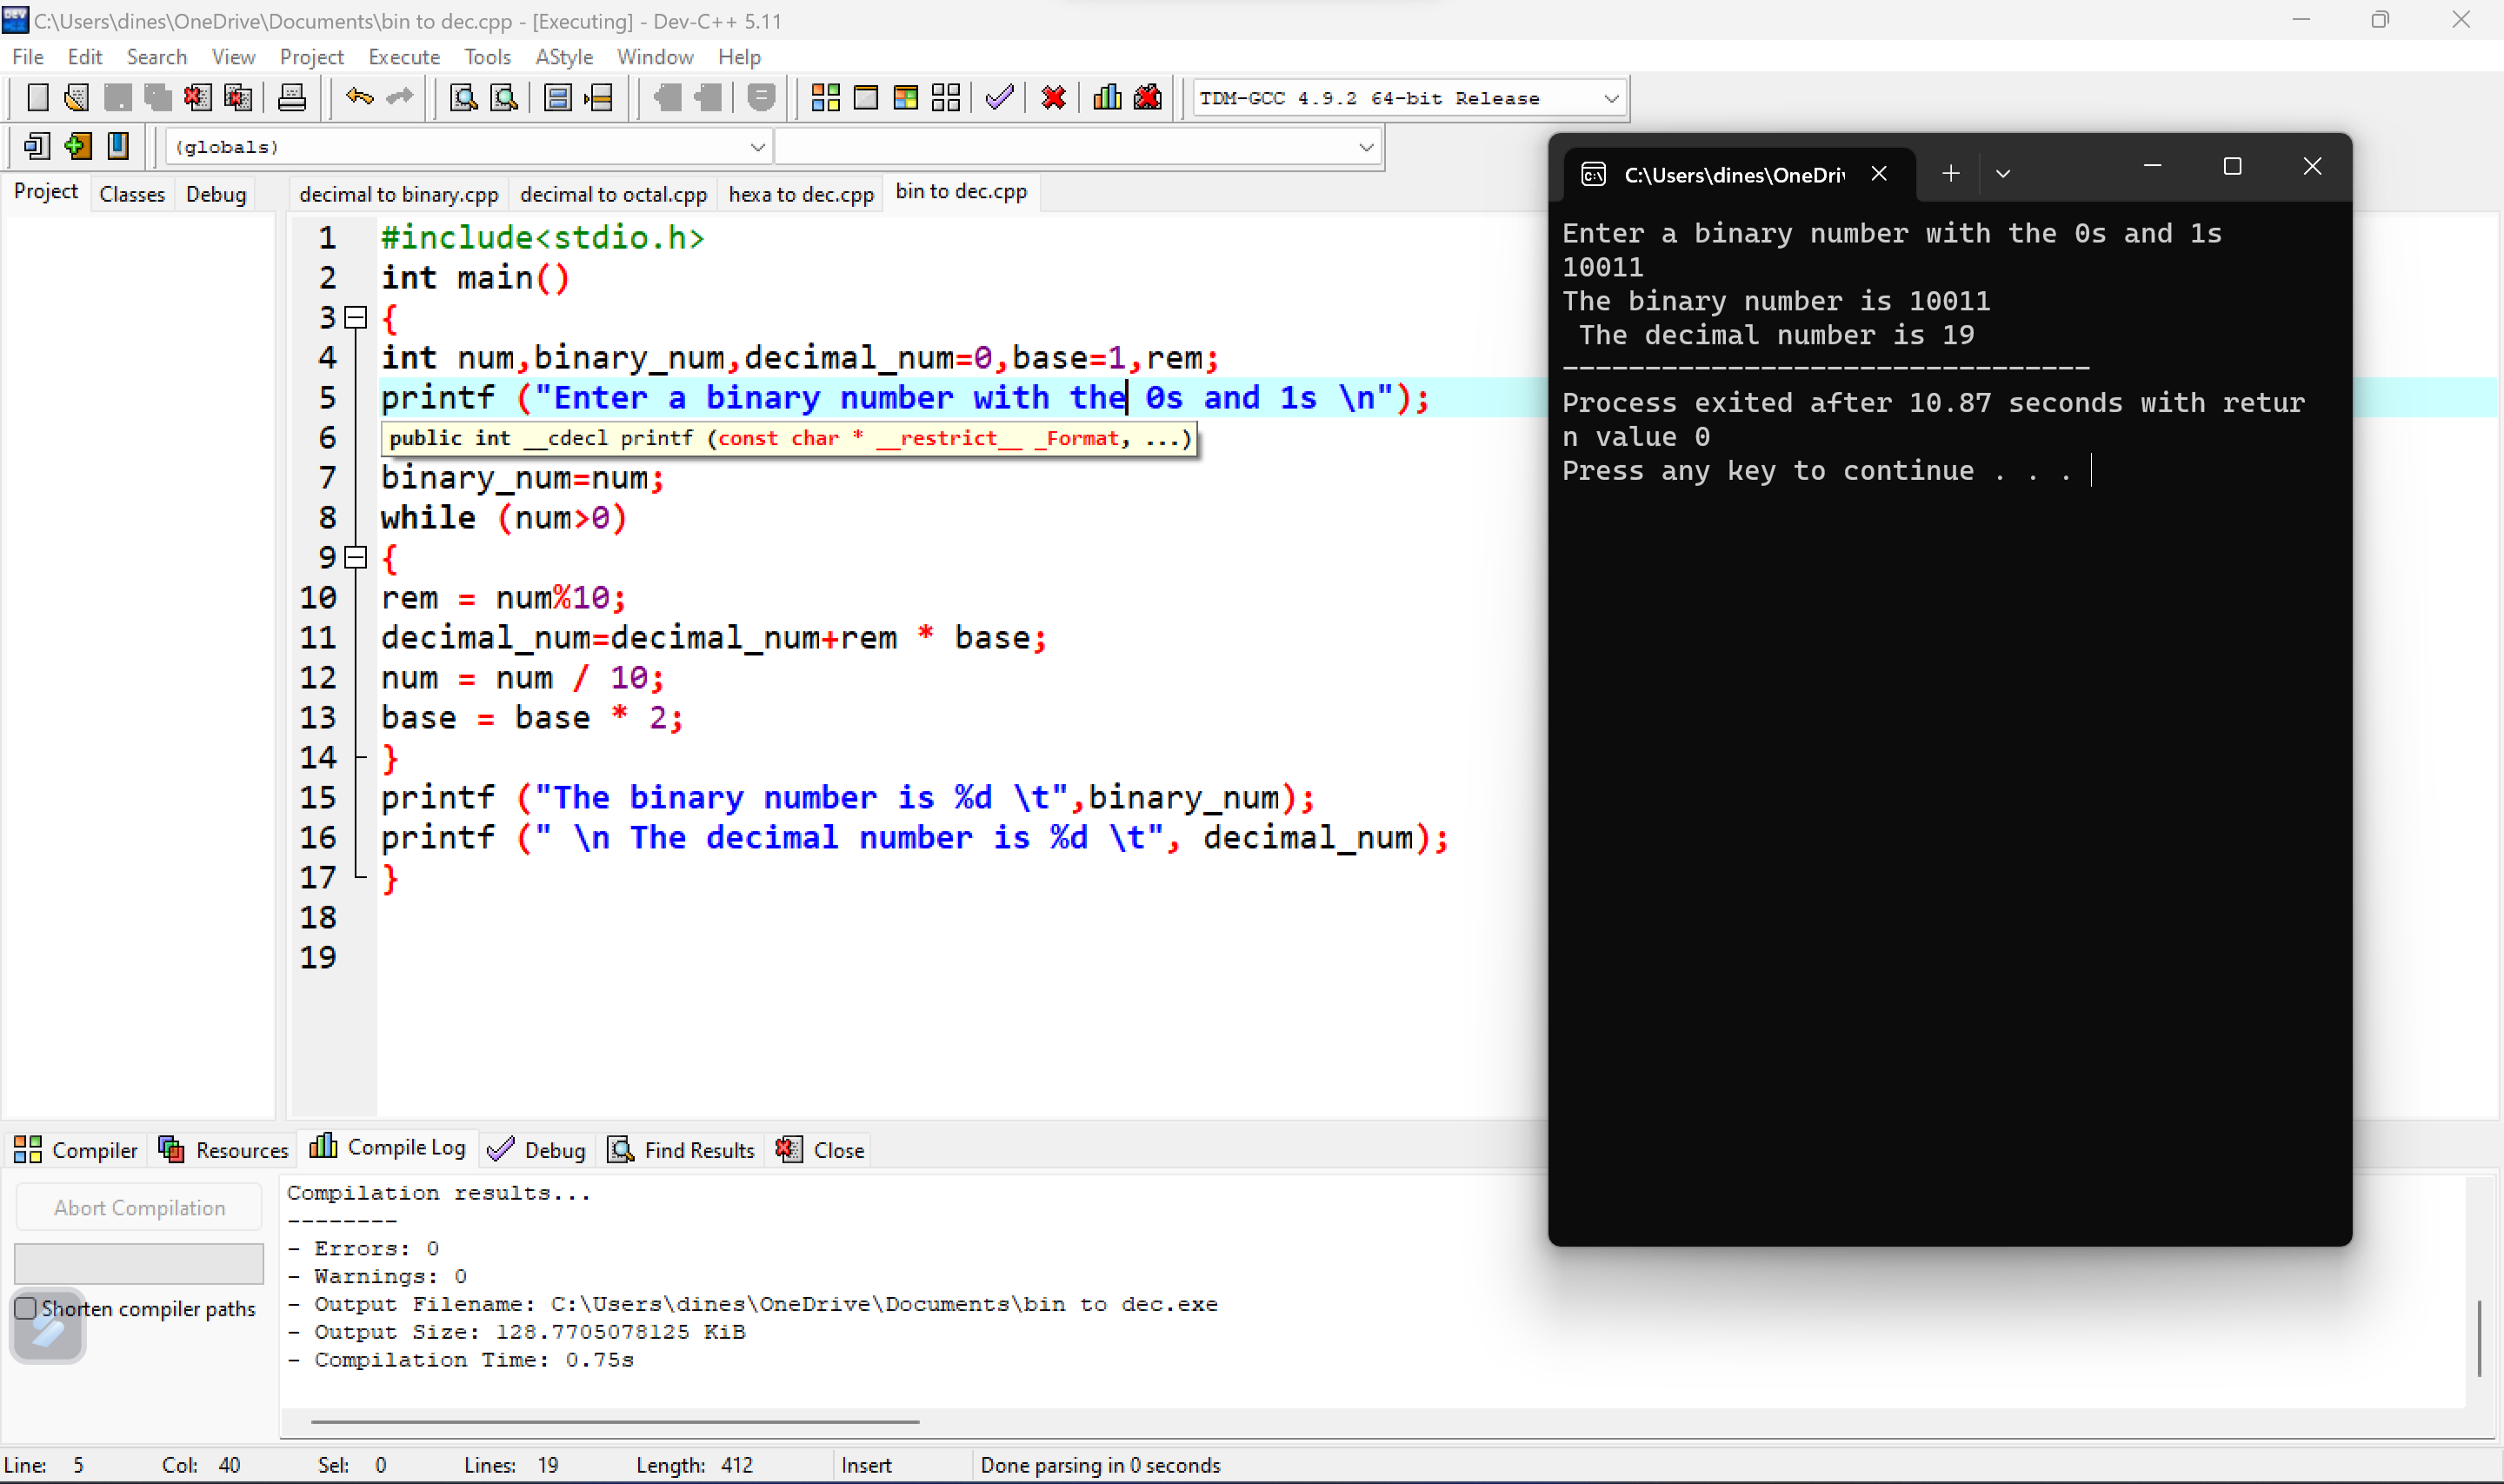 C:\Users\dines\OneDrive\Documents\bin to dec.cpp - [Executing] - Dev-C++ 5.11
File Edit Search View Project Execute Tools AStyle Window Help
TDM-GCC 4.9.2 64-bit Release
(globals)
Project Classes Debug
decimal to binary.cpp decimal to octal.cpp hexa to dec.cpp bin to dec.cpp
1 #include<stdio.h>
2 int main()
3 {
4 int num,binary_num,decimal_num=0,base=1,rem;
5 printf ("Enter a binary number with the 0s and 1s \n");
6 public int __cdecl printf (const char * __restrict__ _Format, ...)
7 binary_num=num;
8 while (num>0)
9 {
10 rem = num%10;
11 decimal_num=decimal_num+rem * base;
12 num = num / 10;
13 base = base * 2;
14 }
15 printf ("The binary number is %d \t",binary_num);
16 printf (" \n The decimal number is %d \t", decimal_num);
17 }
18
19
C:\Users\dines\OneDri
Enter a binary number with the 0s and 1s
10011
The binary number is 10011
 The decimal number is 19
--------------------------------
Process exited after 10.87 seconds with retur
n value 0
Press any key to continue . . .
Compiler Resources Compile Log Debug Find Results Close
Abort Compilation
Shorten compiler paths
Compilation results...
--------
- Errors: 0
- Warnings: 0
- Output Filename: C:\Users\dines\OneDrive\Documents\bin to dec.exe
- Output Size: 128.7705078125 KiB
- Compilation Time: 0.75s
Line: 5 Col: 40 Sel: 0 Lines: 19 Length: 412 Insert Done parsing in 0 seconds